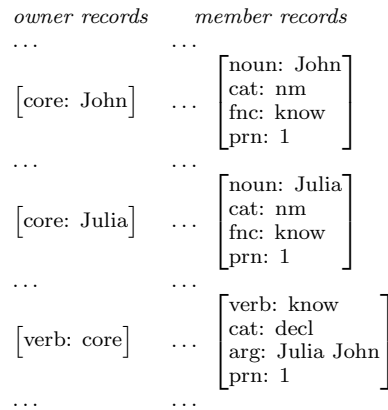 owner records member records
... ...
[core: John] ... [noun: John
cat: nm
fnc: know
prn: 1]
... ...
[core: Julia] ... [noun: Julia
cat: nm
fnc: know
prn: 1]
... ...
[verb: core] ... [verb: know
cat: decl
arg: Julia John
prn: 1]
... ...